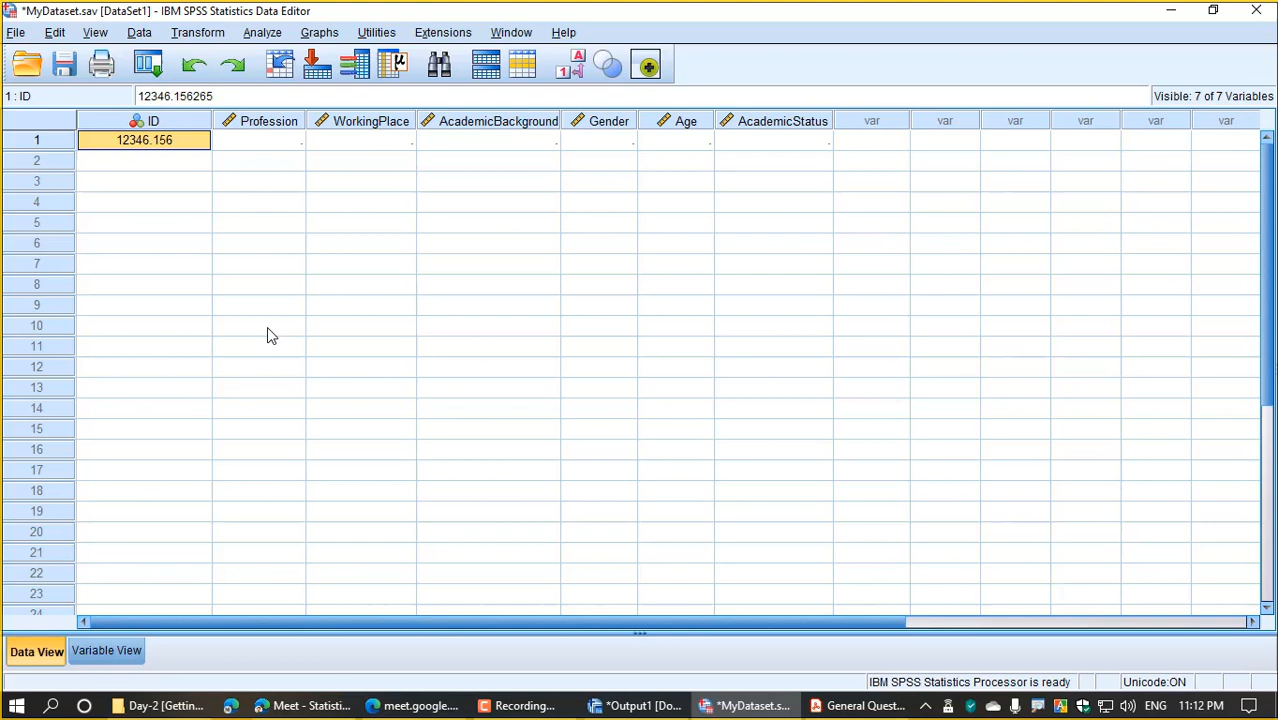 *MyDataset.sav [DataSet1] - IBM SPSS Statistics Data Editor
File Edit View Data Transform Analyze Graphs Utilities Extensions Window Help
1 : ID 12346.156265 Visible: 7 of 7 Variables
ID Profession WorkingPlace AcademicBackground Gender Age AcademicStatus var var var var var var
1 12346.156 . . . . . .
2
3
4
5
6
7
8
9
10
11
12
13
14
15
16
17
18
19
20
21
22
23
24
Data View Variable View
IBM SPSS Statistics Processor is ready Unicode:ON
Day-2 [Gettin... Meet - Statisti... meet.google.... Recording... *Output1 [Do... *MyDataset.s... General Quest... 11:12 PM